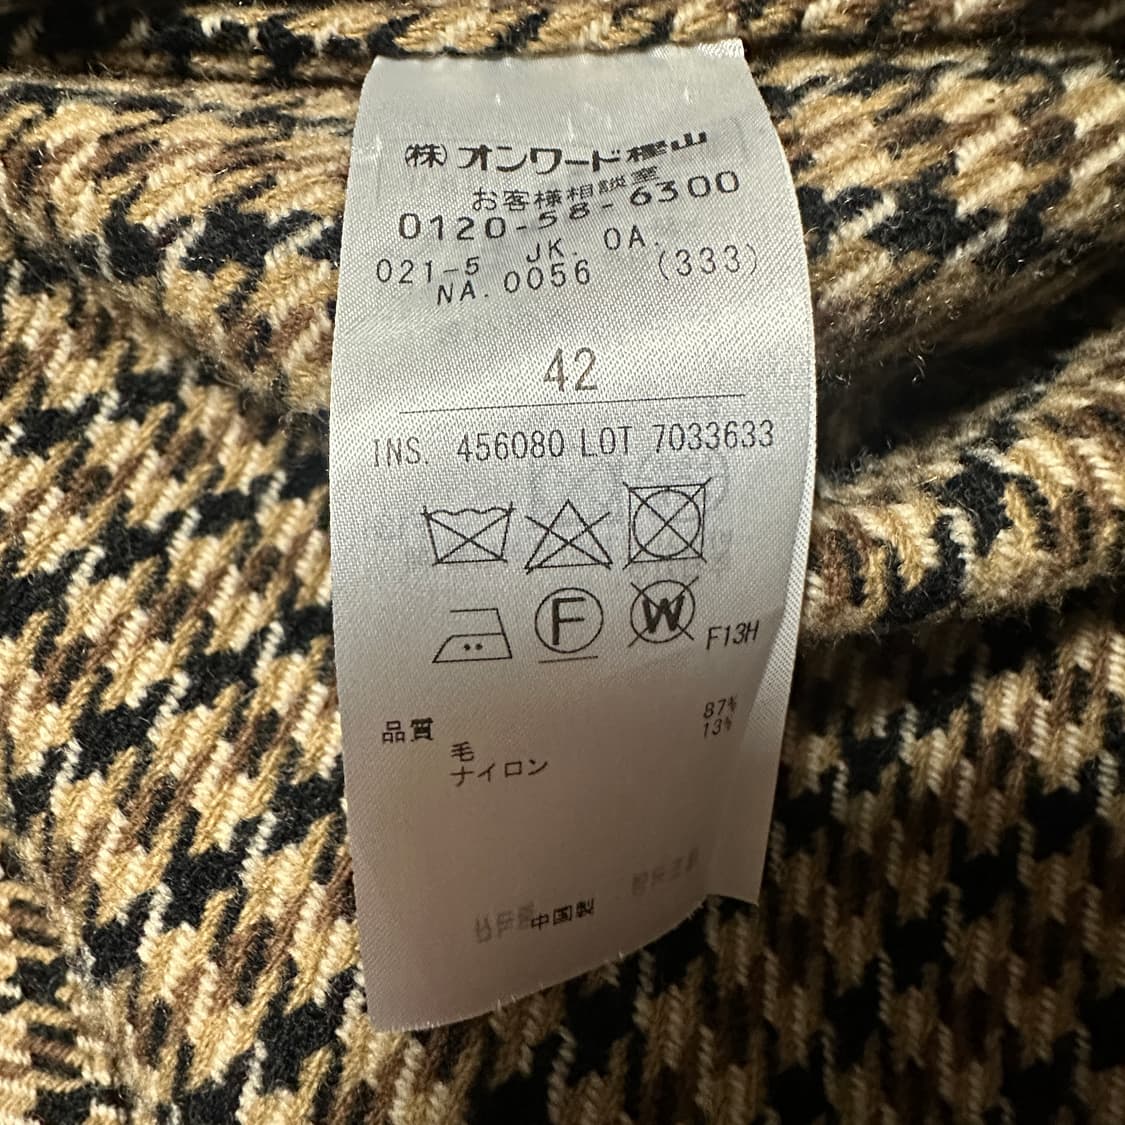 ㈱オンワード樫山
お客様相談室
0120-58-6300
021-5 JK OA.
NA.0056 (333)
42
INS. 456080 LOT 7033633
F W F13H
品質
毛 87%
ナイロン 13%
中国製